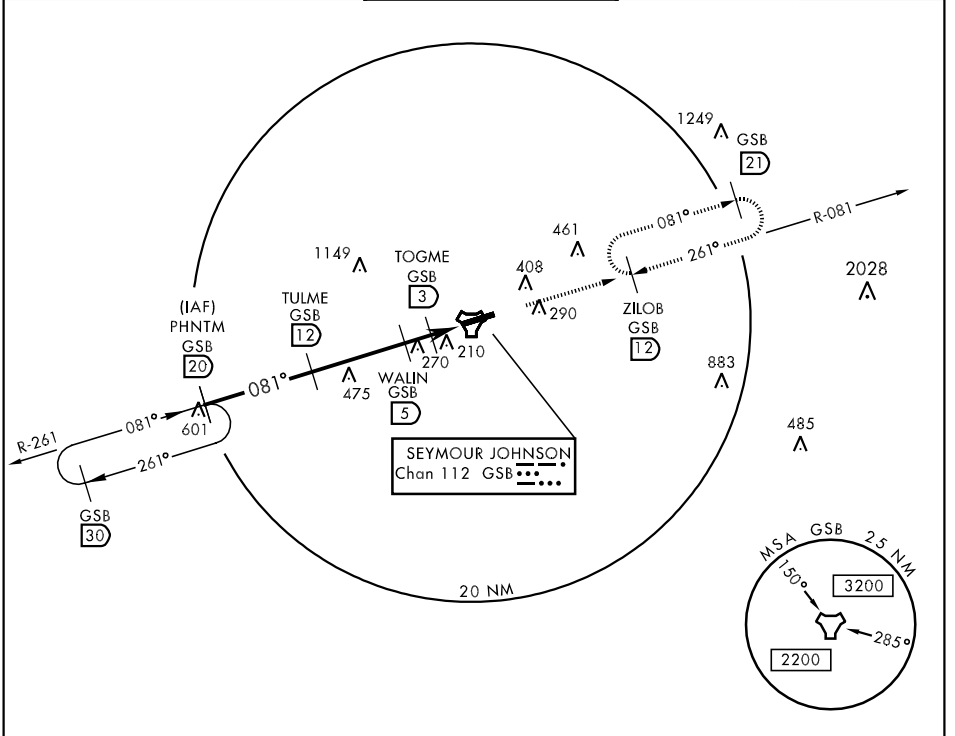 1249
GSB
21
081°
R-081
261°
461
1149
TOGME
GSB
3
408
290
2028
(IAF)
PHNTM
GSB
20
TULME
GSB
12
ZILOB
GSB
12
270
210
081°
475
WALIN
GSB
5
883
601
R-261
081°
261°
485
SEYMOUR JOHNSON
Chan 112 GSB
GSB
30
20 NM
MSA GSB 25 NM
150°
3200
285°
2200